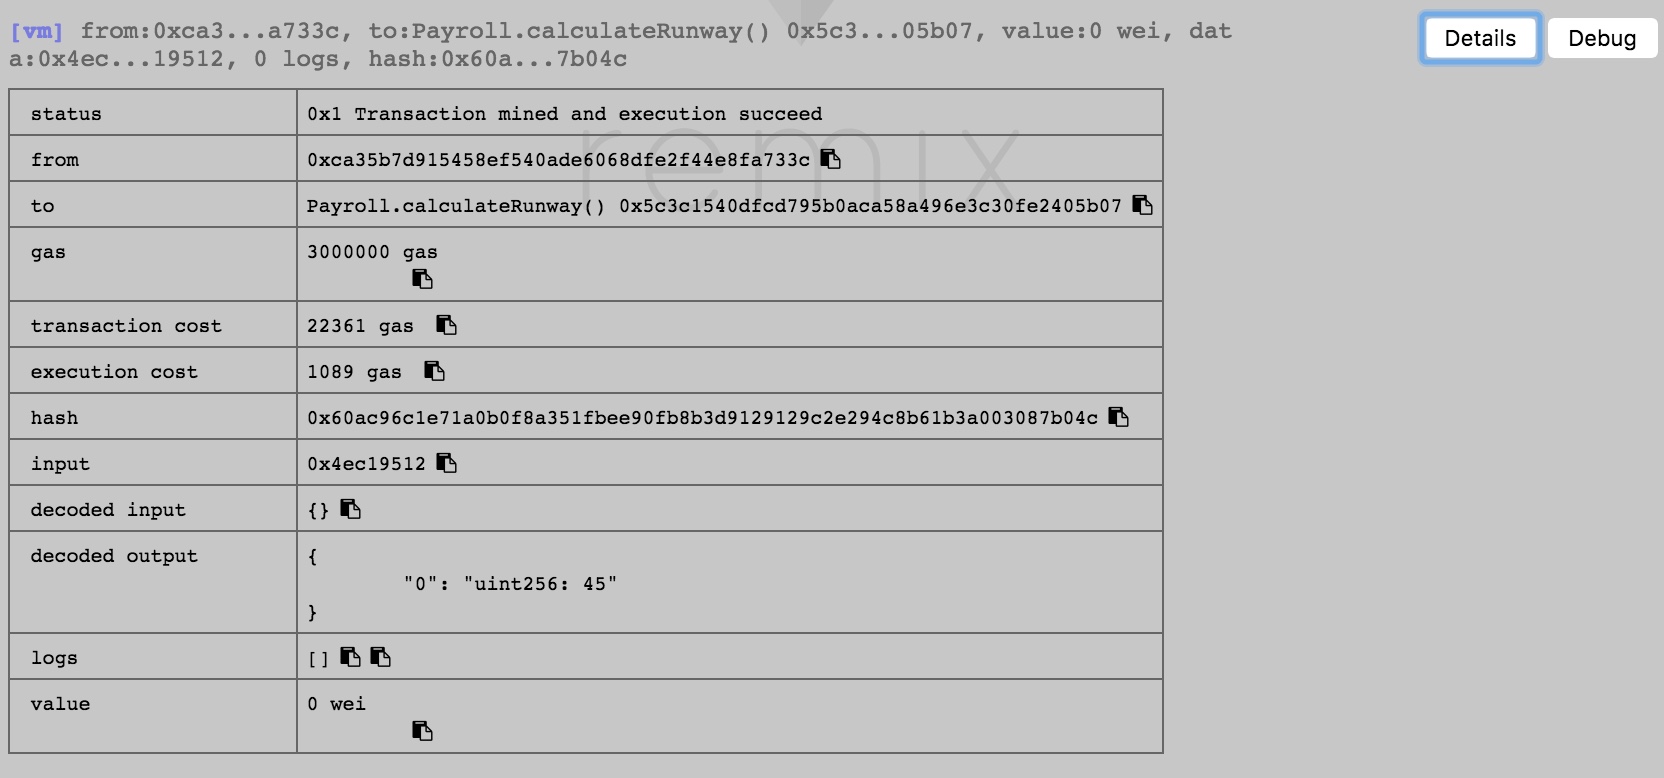 [vm] from:0xca3...a733c, to:Payroll.calculateRunway() 0x5c3...05b07, value:0 wei, dat
a:0x4ec...19512, 0 logs, hash:0x60a...7b04c
Details Debug
status 0x1 Transaction mined and execution succeed
from 0xca35b7d915458ef540ade6068dfe2f44e8fa733c
remix
to Payroll.calculateRunway() 0x5c3c1540dfcd795b0aca58a496e3c30fe2405b07
gas 3000000 gas
transaction cost 22361 gas
execution cost 1089 gas
hash 0x60ac96c1e71a0b0f8a351fbee90fb8b3d9129129c2e294c8b61b3a003087b04c
input 0x4ec19512
decoded input {}
decoded output {
"0": "uint256: 45"
}
logs []
value 0 wei